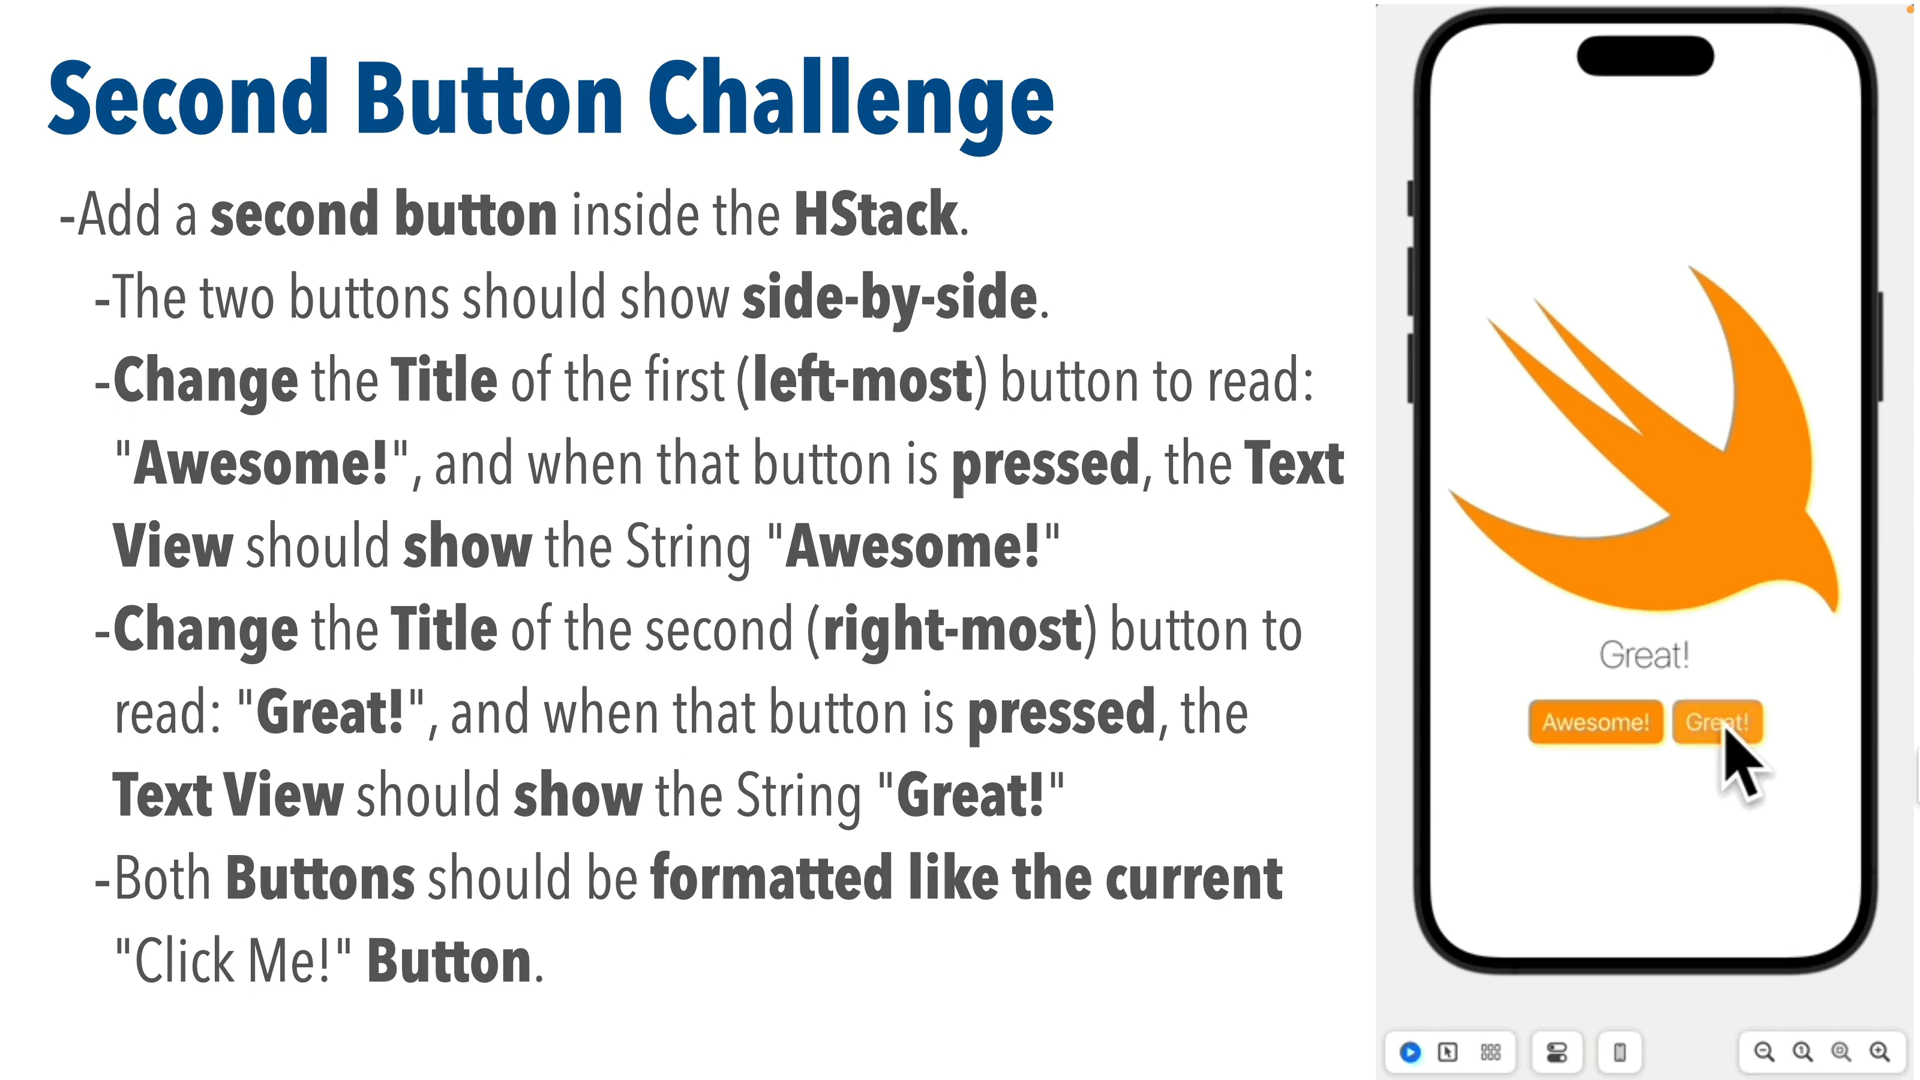 Second Button Challenge
-Add a second button inside the HStack.
-The two buttons should show side-by-side.
-Change the Title of the first (left-most) button to read:
"Awesome!", and when that button is pressed, the Text
View should show the String "Awesome!"
-Change the Title of the second (right-most) button to
read: "Great!", and when that button is pressed, the
Text View should show the String "Great!"
-Both Buttons should be formatted like the current
"Click Me!" Button.
Great!
Awesome! Great!